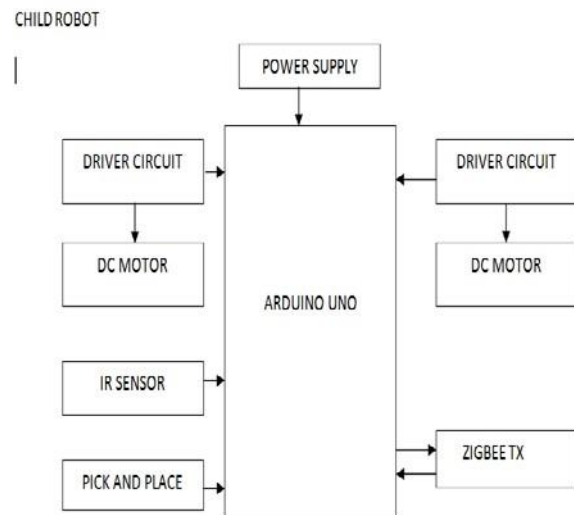 CHILD ROBOT
POWER SUPPLY
DRIVER CIRCUIT
DRIVER CIRCUIT
DC MOTOR
DC MOTOR
ARDUINO UNO
IR SENSOR
ZIGBEE TX
PICK AND PLACE